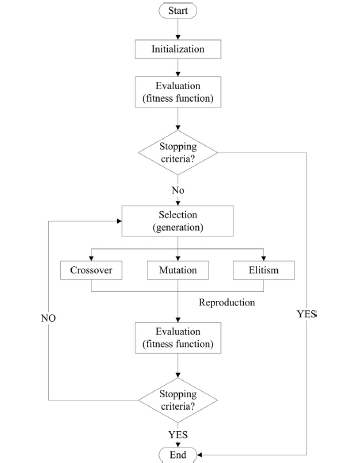 Start
Initialization
Evaluation
(fitness function)
Stopping
criteria?
No
Selection
(generation)
Crossover
Mutation
Elitism
Reproduction
NO
YES
Evaluation
(fitness function)
Stopping
criteria?
YES
End